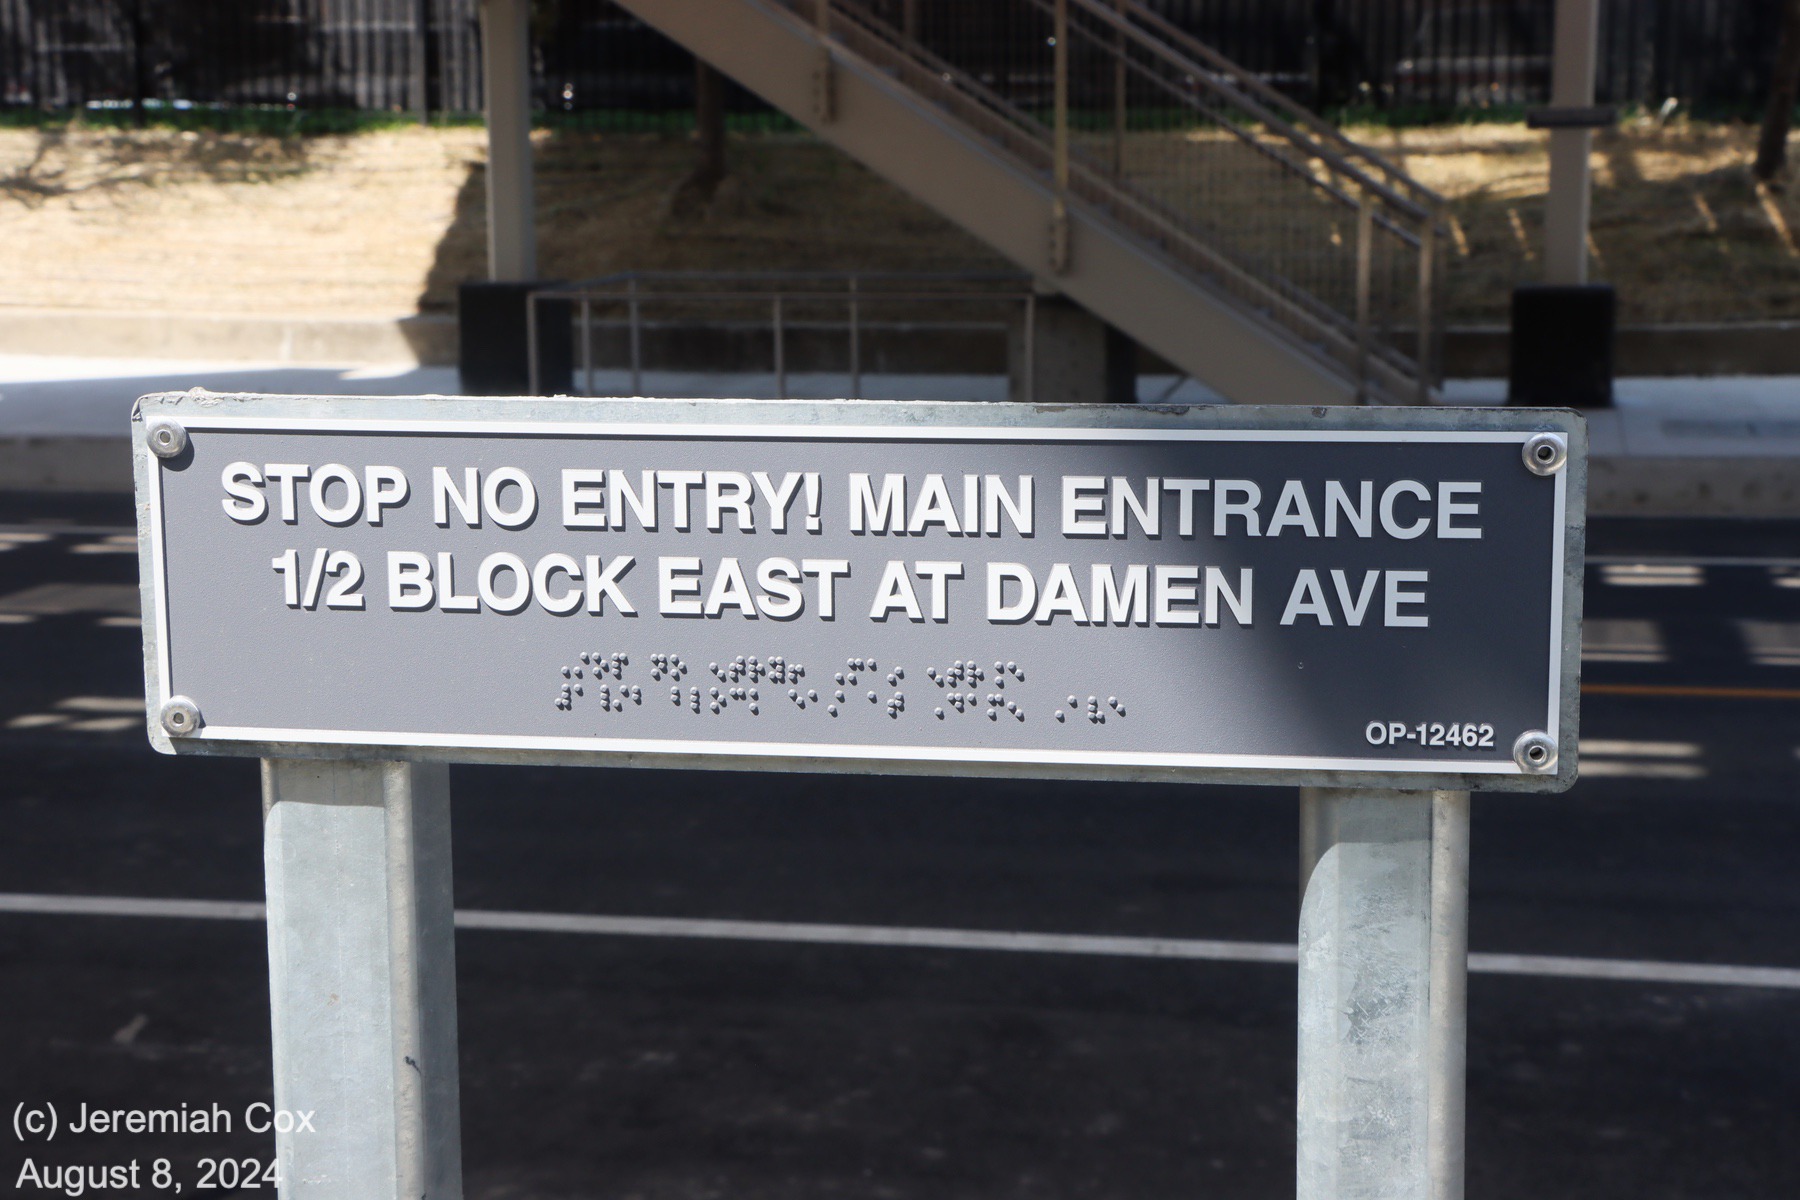 STOP NO ENTRY! MAIN ENTRANCE
1/2 BLOCK EAST AT DAMEN AVE
OP-12462
(c) Jeremiah Cox
August 8, 2024